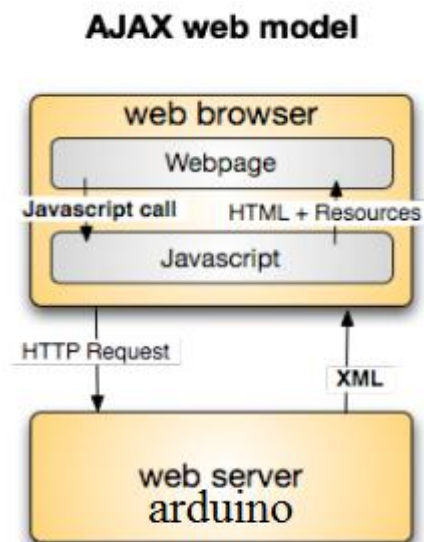 AJAX web model
web browser
Webpage
Javascript call
HTML + Resources
Javascript
HTTP Request
XML
web server
arduino